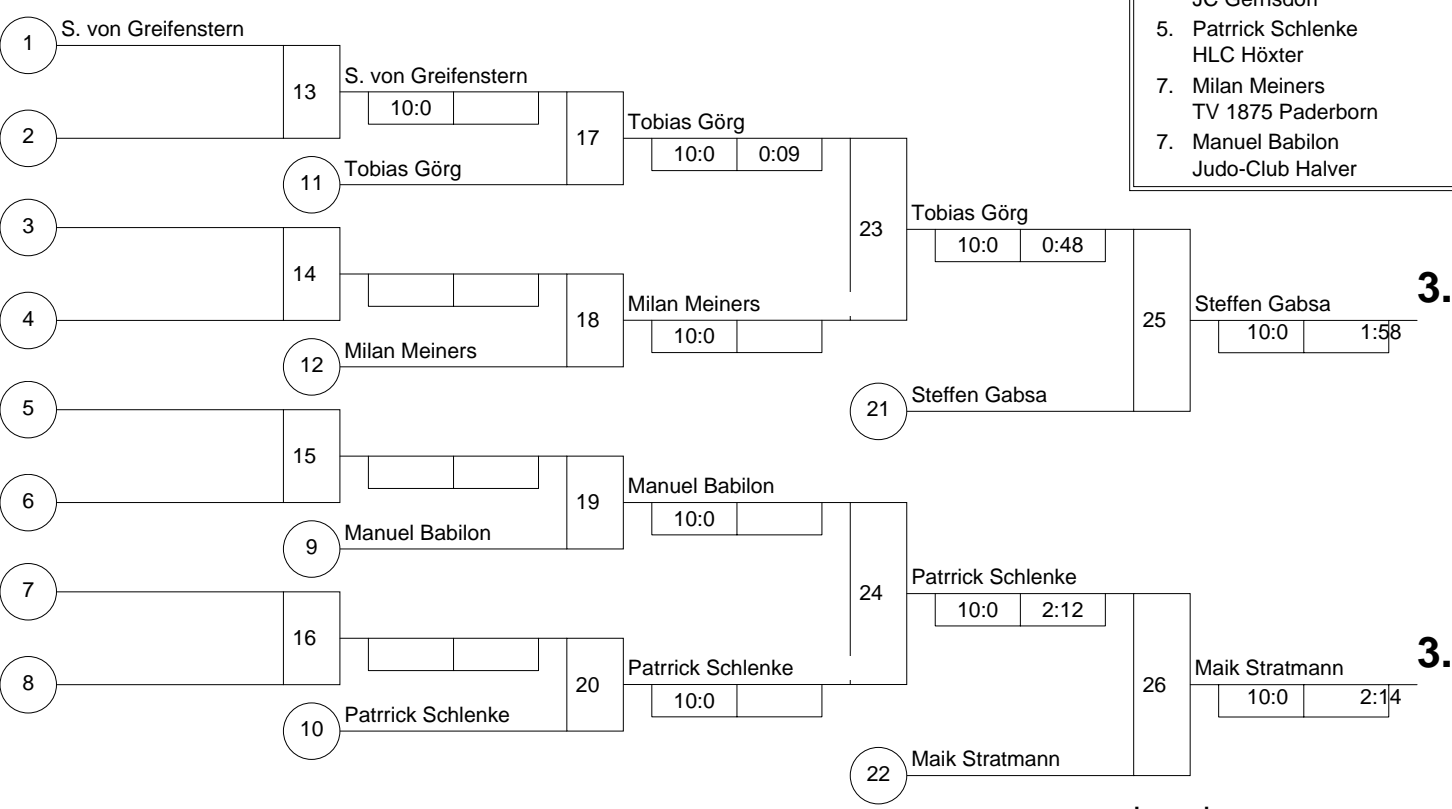 JC Gernsdorf
5. Patrrick Schlenke
HLC Höxter
7. Milan Meiners
TV 1875 Paderborn
7. Manuel Babilon
Judo-Club Halver
1 S. von Greifenstern
13 S. von Greifenstern
10:0
2
17 Tobias Görg
10:0 0:09
11 Tobias Görg
3
23 Tobias Görg
10:0 0:48
14
4
18 Milan Meiners
10:0
12 Milan Meiners
25 Steffen Gabsa 3.
10:0 1:58
21 Steffen Gabsa
5
15
6
19 Manuel Babilon
10:0
9 Manuel Babilon
7
24 Patrrick Schlenke
10:0 2:12
16
8
20 Patrrick Schlenke
10:0
10 Patrrick Schlenke
26 Maik Stratmann 3.
10:0 2:14
22 Maik Stratmann